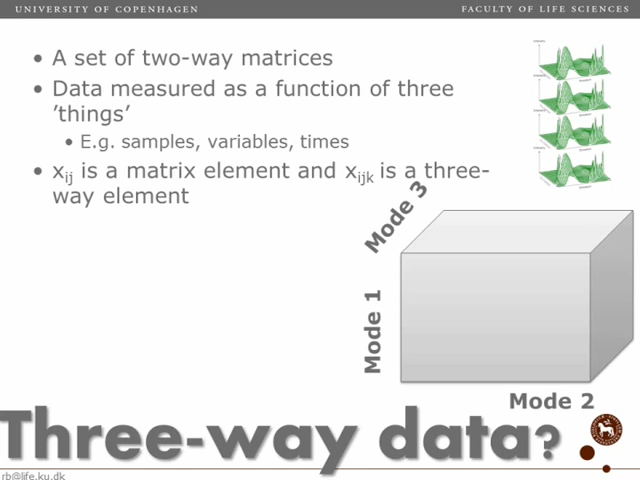 UNIVERSITY OF COPENHAGEN
FACULTY OF LIFE SCIENCES
• A set of two-way matrices
• Data measured as a function of three
’things’
• E.g. samples, variables, times
• xij is a matrix element and xijk is a three-
way element
Mode 3
Mode 1
Mode 2
Three-way data?
rb@life.ku.dk